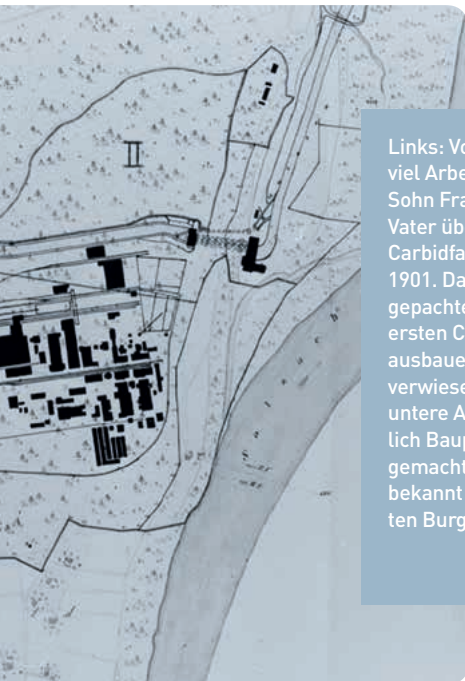 II
Links: Vo
viel Arbe
Sohn Fra
Vater üb
Carbidfa
1901. Da
gepachte
ersten C
ausbaue
verwiese
untere A
lich Baup
gemacht
bekannt
ten Burg